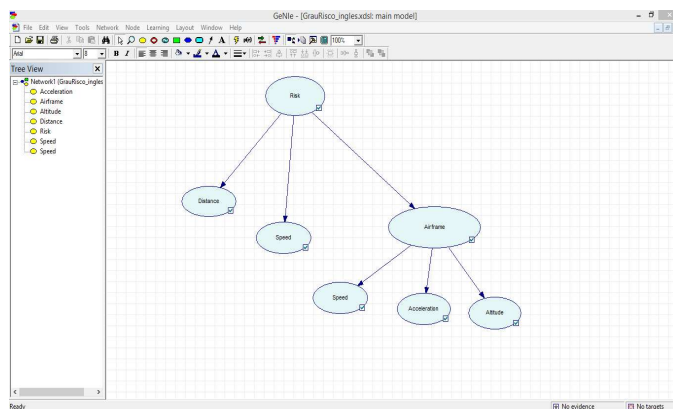 GeNIe - [GrauRisco_ingles.xdsl: main model]
File Edit View Tools Network Node Learning Layout Window Help
100%
Arial 8 B I
Tree View
Network1 (GrauRisco_ingles
Acceleration
Airframe
Altitude
Distance
Risk
Speed
Speed
Risk
Distance
Speed
Airframe
Speed
Acceleration
Altitude
Ready No evidence No targets